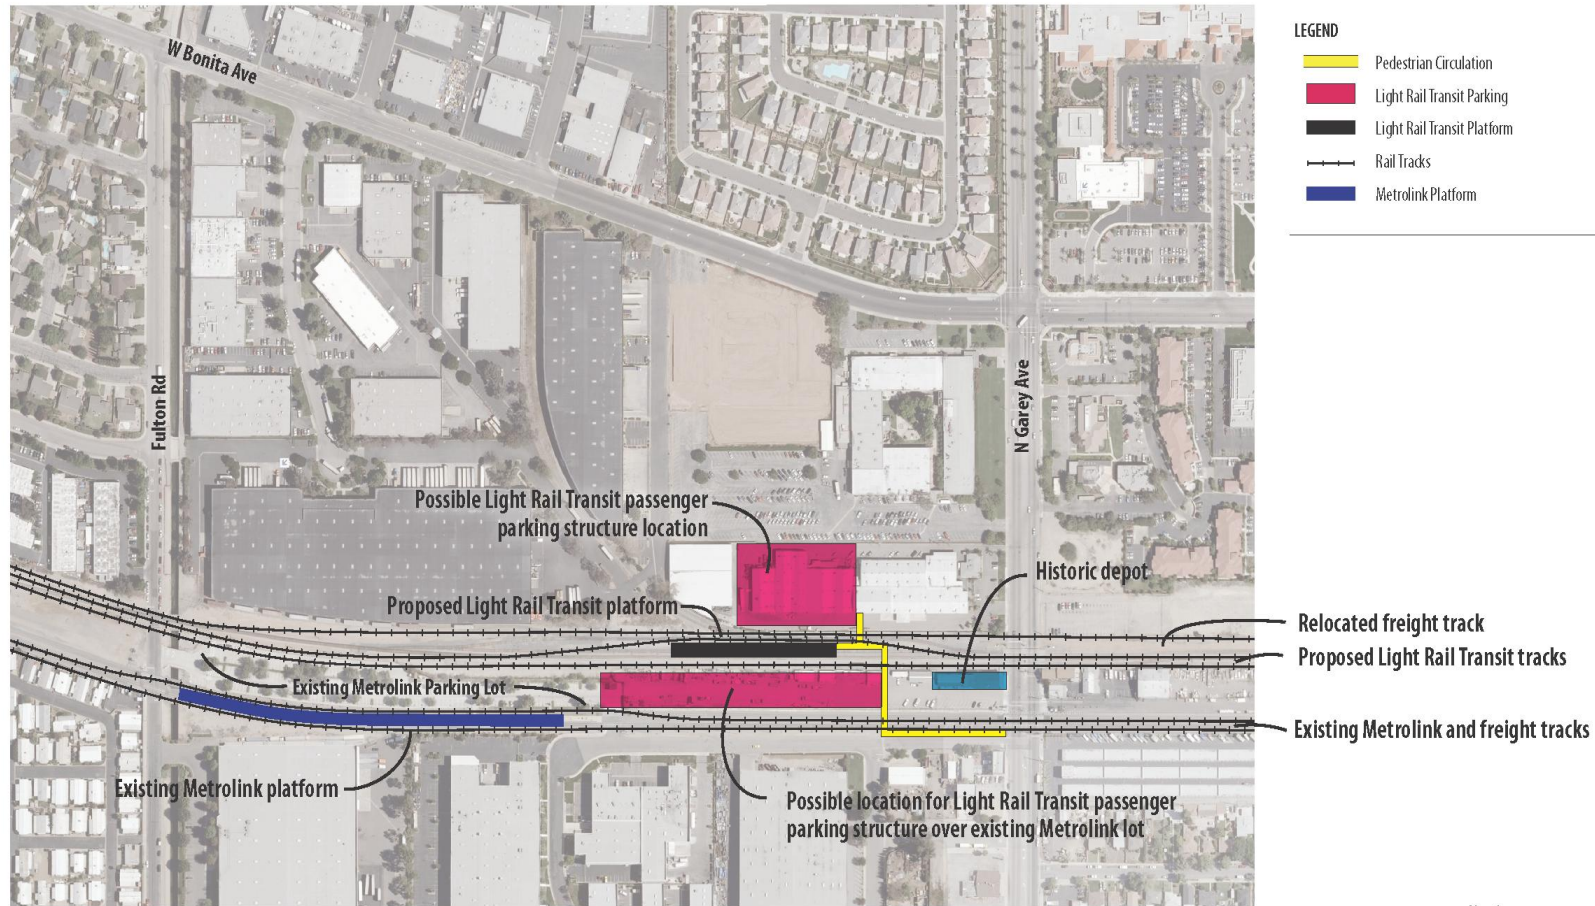 W Bonita Ave
Fulton Rd
N Garey Ave
LEGEND
Pedestrian Circulation
Light Rail Transit Parking
Light Rail Transit Platform
Rail Tracks
Metrolink Platform
Possible Light Rail Transit passenger
parking structure location
Historic depot
Proposed Light Rail Transit platform
Relocated freight track
Proposed Light Rail Transit tracks
Existing Metrolink Parking Lot
Existing Metrolink and freight tracks
Existing Metrolink platform
Possible location for Light Rail Transit passenger
parking structure over existing Metrolink lot